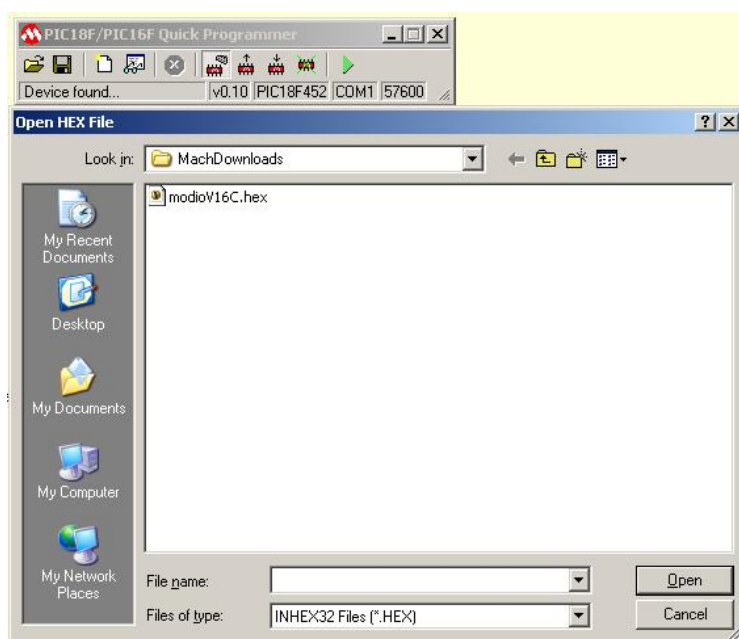 PIC18F/PIC16F Quick Programmer
Device found... v0.10 PIC18F452 COM1 57600
Open HEX File
Look in: MachDownloads
modioV16C.hex
My Recent
Documents
Desktop
My Documents
My Computer
My Network
Places
File name:
Open
Files of type: INHEX32 Files (*.HEX)
Cancel